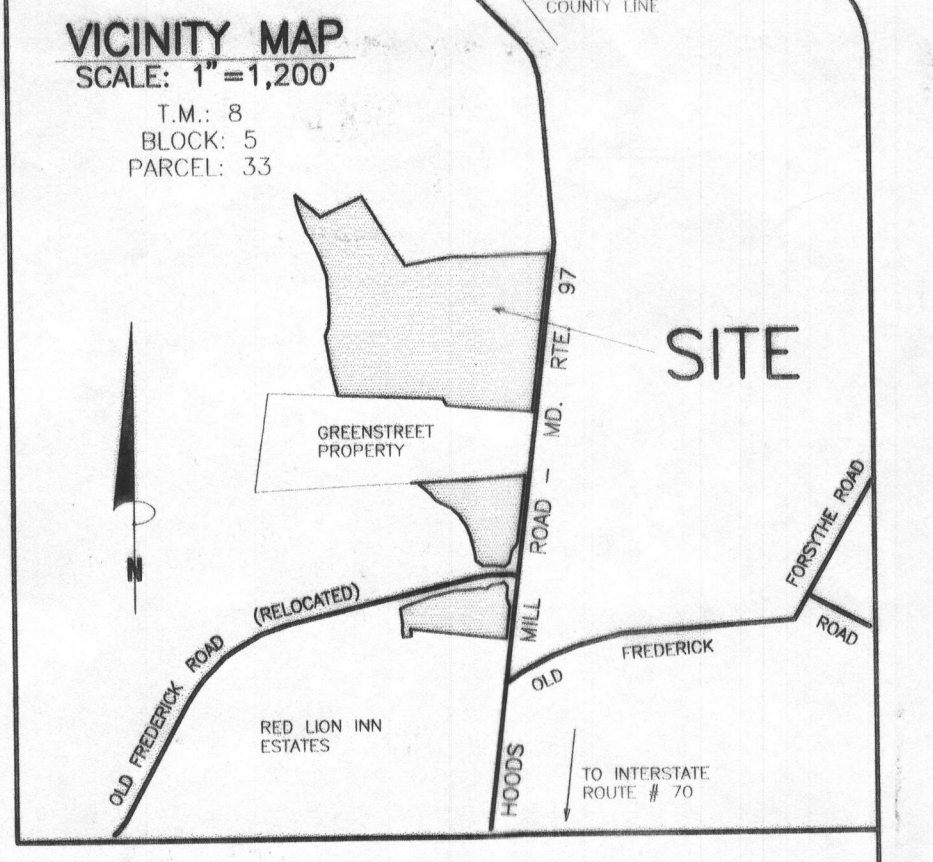 COUNTY LINE
VICINITY MAP
SCALE: 1"=1,200'
T.M.: 8
BLOCK: 5
PARCEL: 33
SITE
HOODS MILL ROAD - MD. RTE. 97
GREENSTREET
PROPERTY
FORSYTHE ROAD
N
OLD FREDERICK ROAD (RELOCATED)
OLD FREDERICK ROAD
RED LION INN
ESTATES
TO INTERSTATE
ROUTE # 70